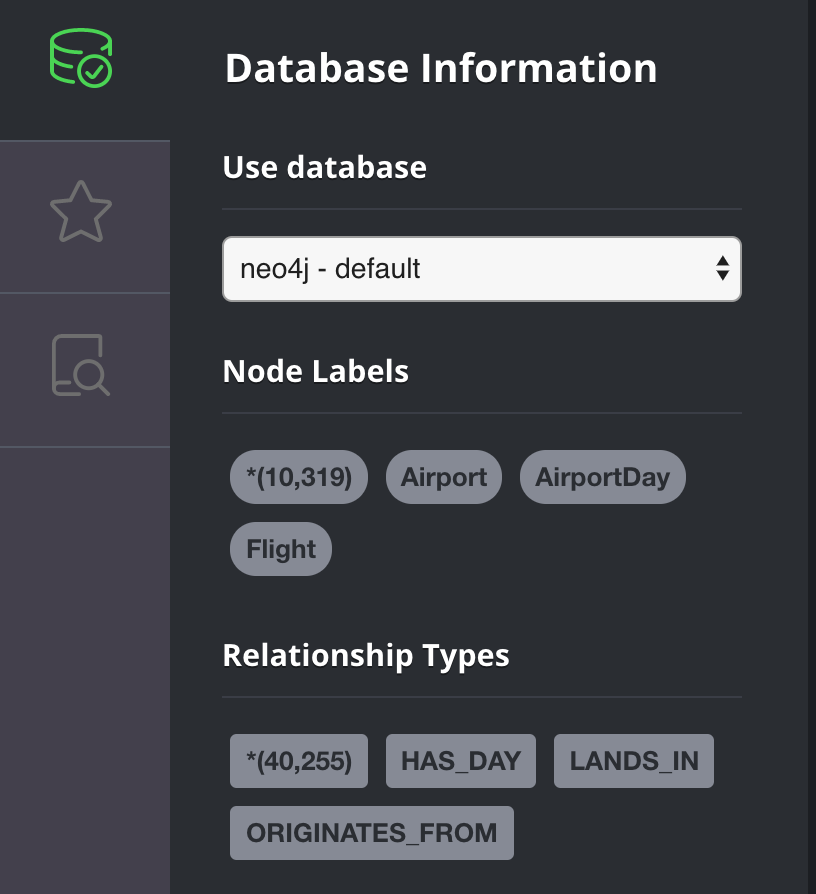 Database Information
Use database
neo4j - default
Node Labels
*(10,319) Airport AirportDay
Flight
Relationship Types
*(40,255) HAS_DAY LANDS_IN
ORIGINATES_FROM